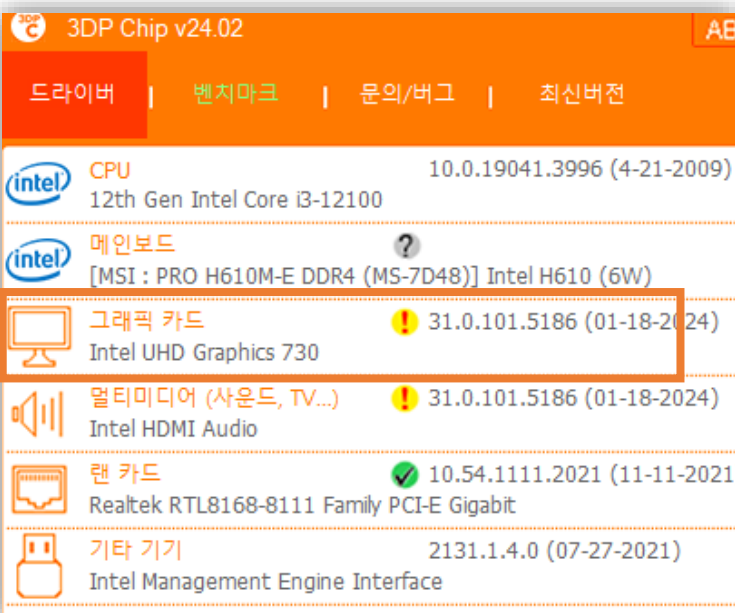 3DP Chip v24.02
AB
드라이버 | 벤치마크 | 문의/버그 | 최신버전
CPU 10.0.19041.3996 (4-21-2009)
12th Gen Intel Core i3-12100
메인보드 ?
[MSI : PRO H610M-E DDR4 (MS-7D48)] Intel H610 (6W)
그래픽 카드 ! 31.0.101.5186 (01-18-2024)
Intel UHD Graphics 730
멀티미디어 (사운드, TV...) ! 31.0.101.5186 (01-18-2024)
Intel HDMI Audio
랜 카드 10.54.1111.2021 (11-11-2021
Realtek RTL8168-8111 Family PCI-E Gigabit
기타 기기 2131.1.4.0 (07-27-2021)
Intel Management Engine Interface